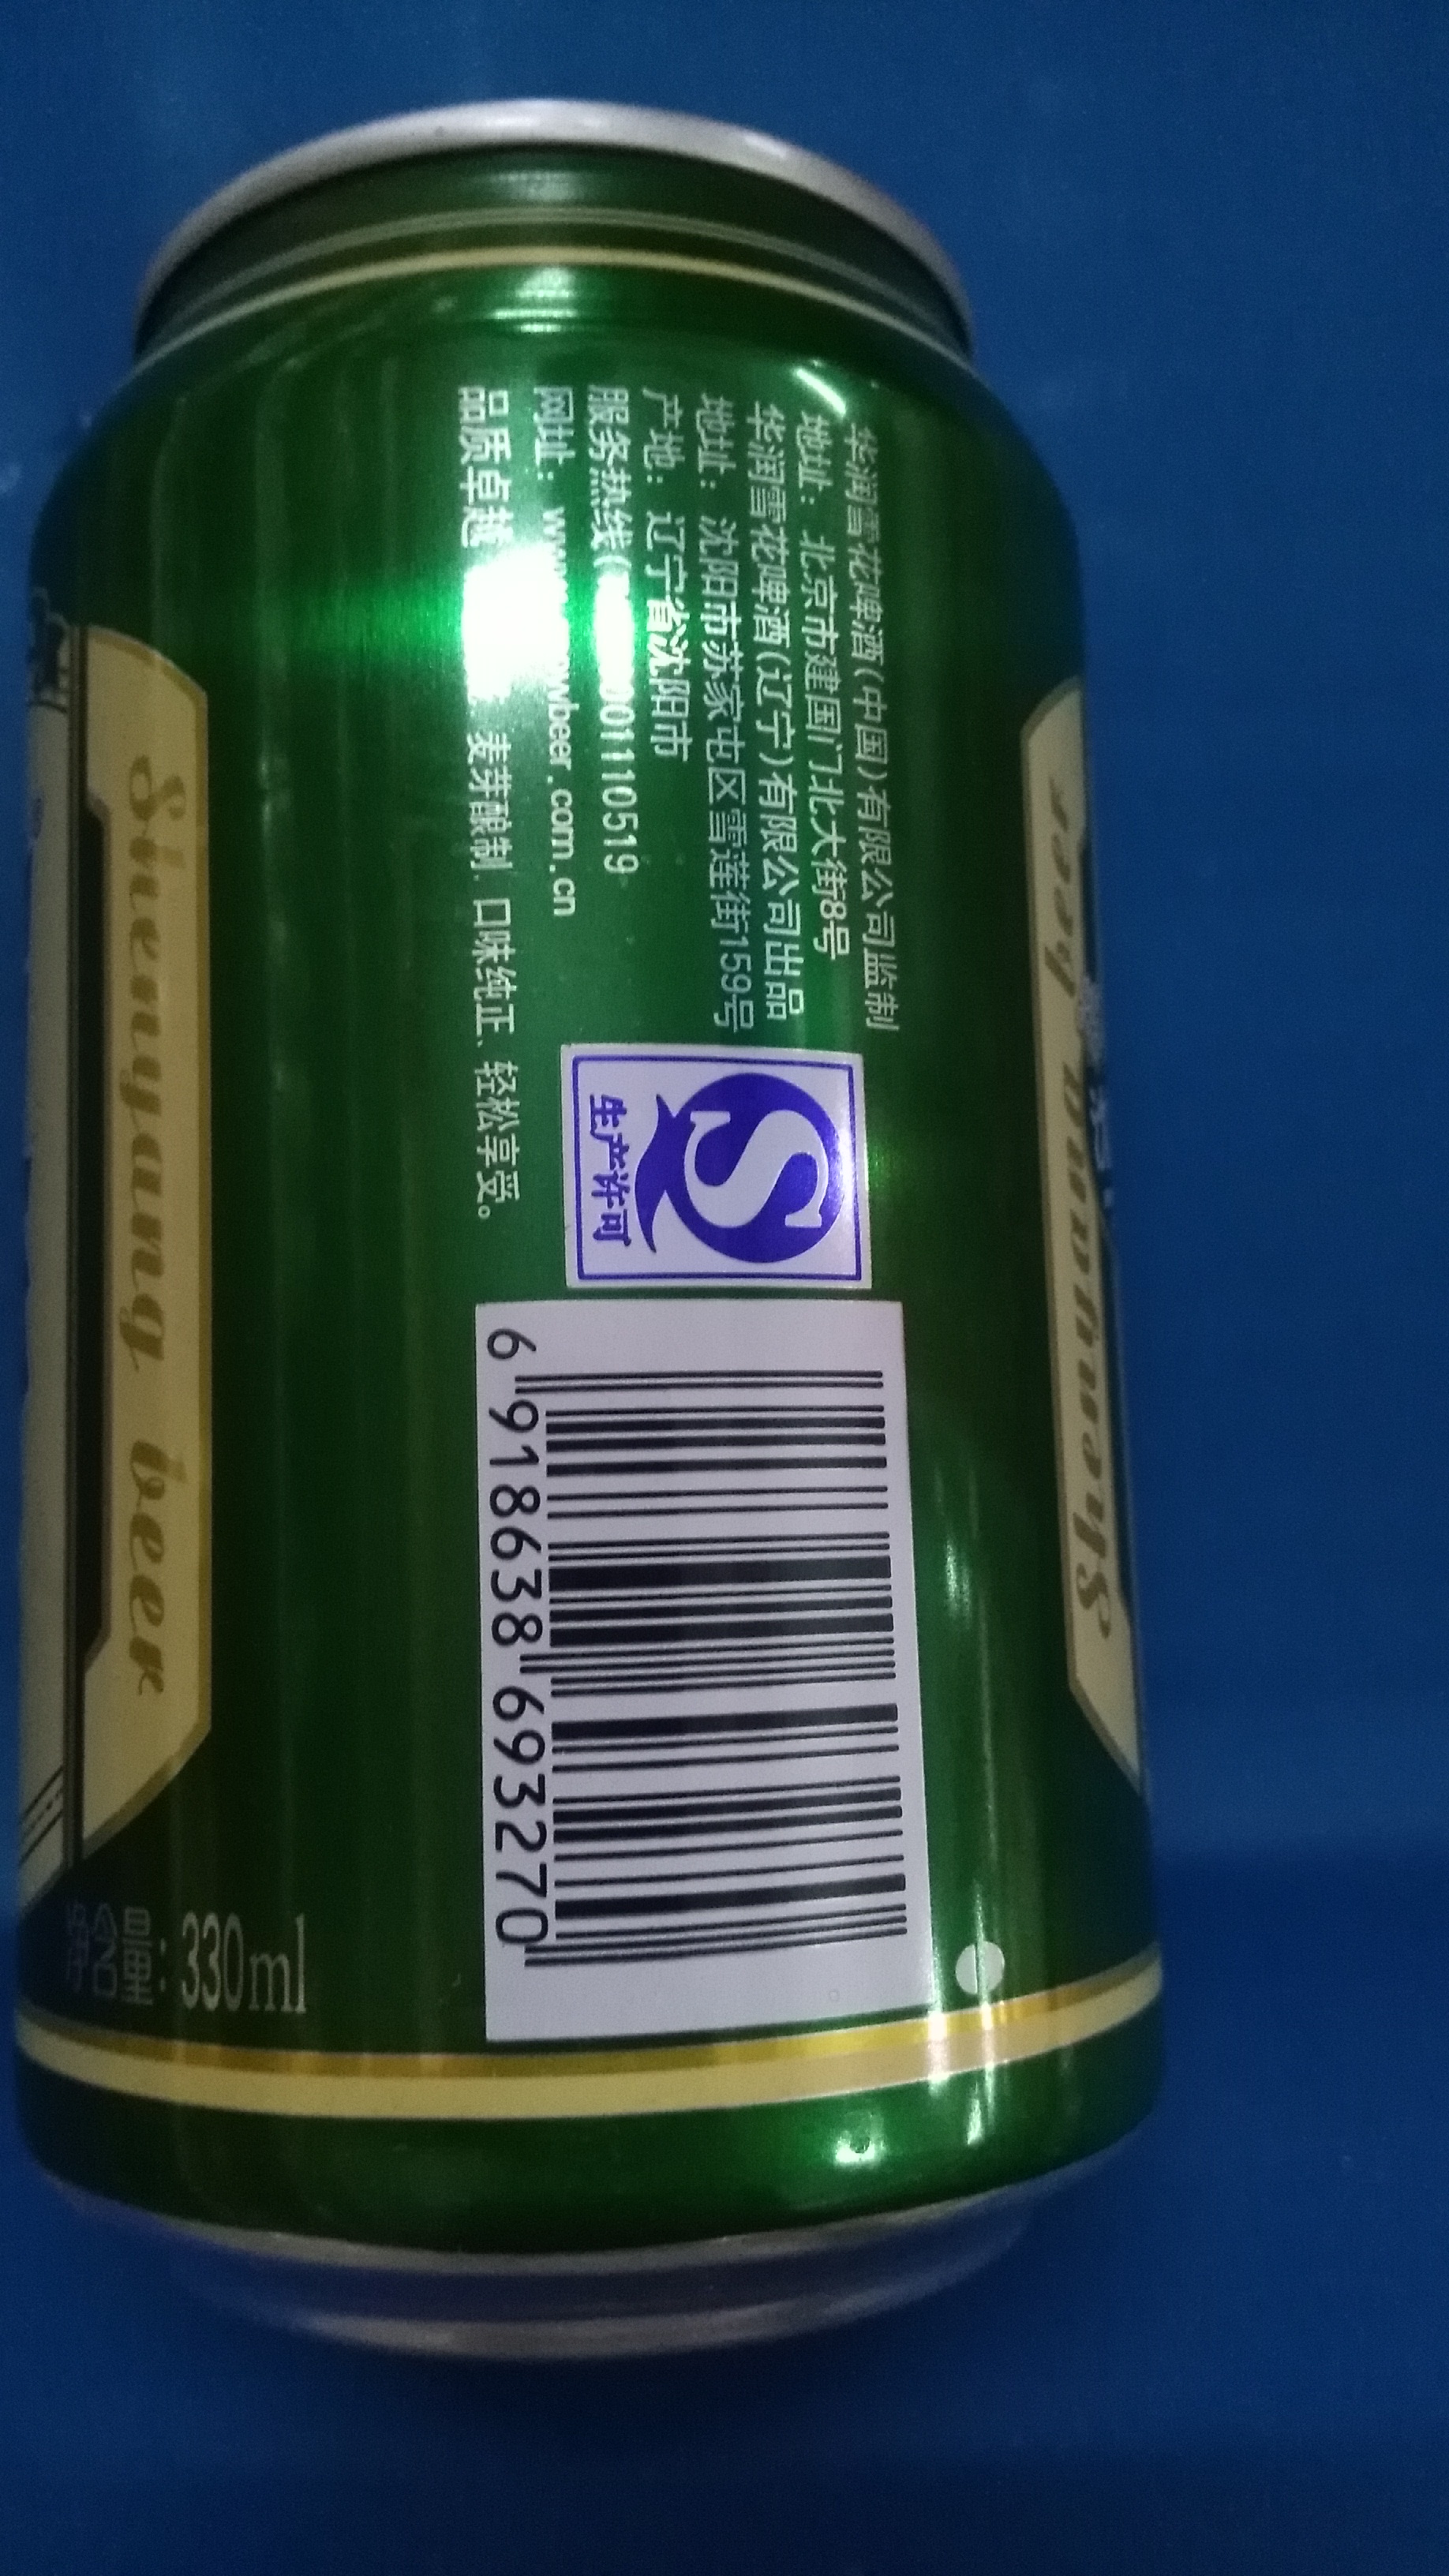 华润雪花啤酒(中国)有限公司监制
地址：北京市建国门北大街8号
华润雪花啤酒(辽宁)有限公司出品
地址：沈阳市苏家屯区雪莲街159号
产地：辽宁省沈阳市
服务热线(
001110519
网址：
beer.com.cn
品质卓越
麦芽酿制、口味纯正、轻松享受。
S
生产许可
6 918638 693270
Shenyang beer
Shenyang beer
净含量：330ml